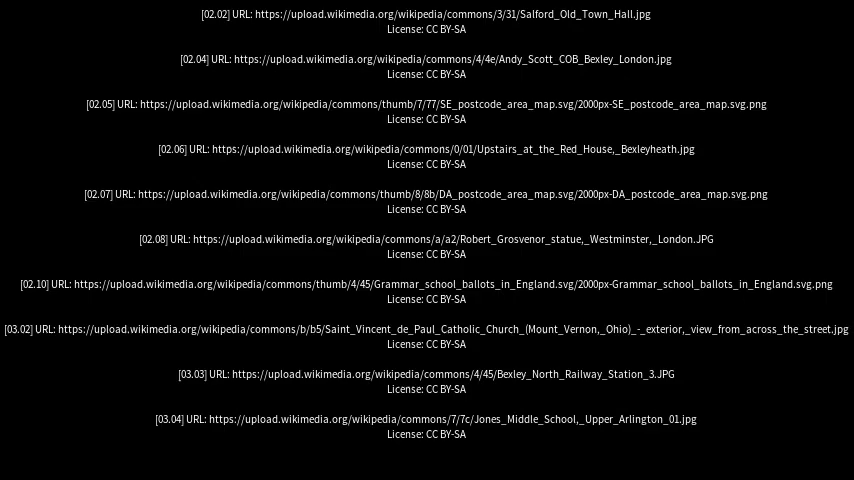 [02.02] URL: https://upload.wikimedia.org/wikipedia/commons/3/31/Salford_Old_Town_Hall.jpg
License: CC BY-SA
[02.04] URL: https://upload.wikimedia.org/wikipedia/commons/4/4e/Andy_Scott_COB_Bexley_London.jpg
License: CC BY-SA
[02.05] URL: https://upload.wikimedia.org/wikipedia/commons/thumb/7/77/SE_postcode_area_map.svg/2000px-SE_postcode_area_map.svg.png
License: CC BY-SA
[02.06] URL: https://upload.wikimedia.org/wikipedia/commons/0/01/Upstairs_at_the_Red_House,_Bexleyheath.jpg
License: CC BY-SA
[02.07] URL: https://upload.wikimedia.org/wikipedia/commons/thumb/8/8b/DA_postcode_area_map.svg/2000px-DA_postcode_area_map.svg.png
License: CC BY-SA
[02.08] URL: https://upload.wikimedia.org/wikipedia/commons/a/a2/Robert_Grosvenor_statue,_Westminster,_London.JPG
License: CC BY-SA
[02.10] URL: https://upload.wikimedia.org/wikipedia/commons/thumb/4/45/Grammar_school_ballots_in_England.svg/2000px-Grammar_school_ballots_in_England.svg.png
License: CC BY-SA
[03.02] URL: https://upload.wikimedia.org/wikipedia/commons/b/b5/Saint_Vincent_de_Paul_Catholic_Church_(Mount_Vernon,_Ohio)_-_exterior,_view_from_across_the_street.jpg
License: CC BY-SA
[03.03] URL: https://upload.wikimedia.org/wikipedia/commons/4/45/Bexley_North_Railway_Station_3.JPG
License: CC BY-SA
[03.04] URL: https://upload.wikimedia.org/wikipedia/commons/7/7c/Jones_Middle_School,_Upper_Arlington_01.jpg
License: CC BY-SA